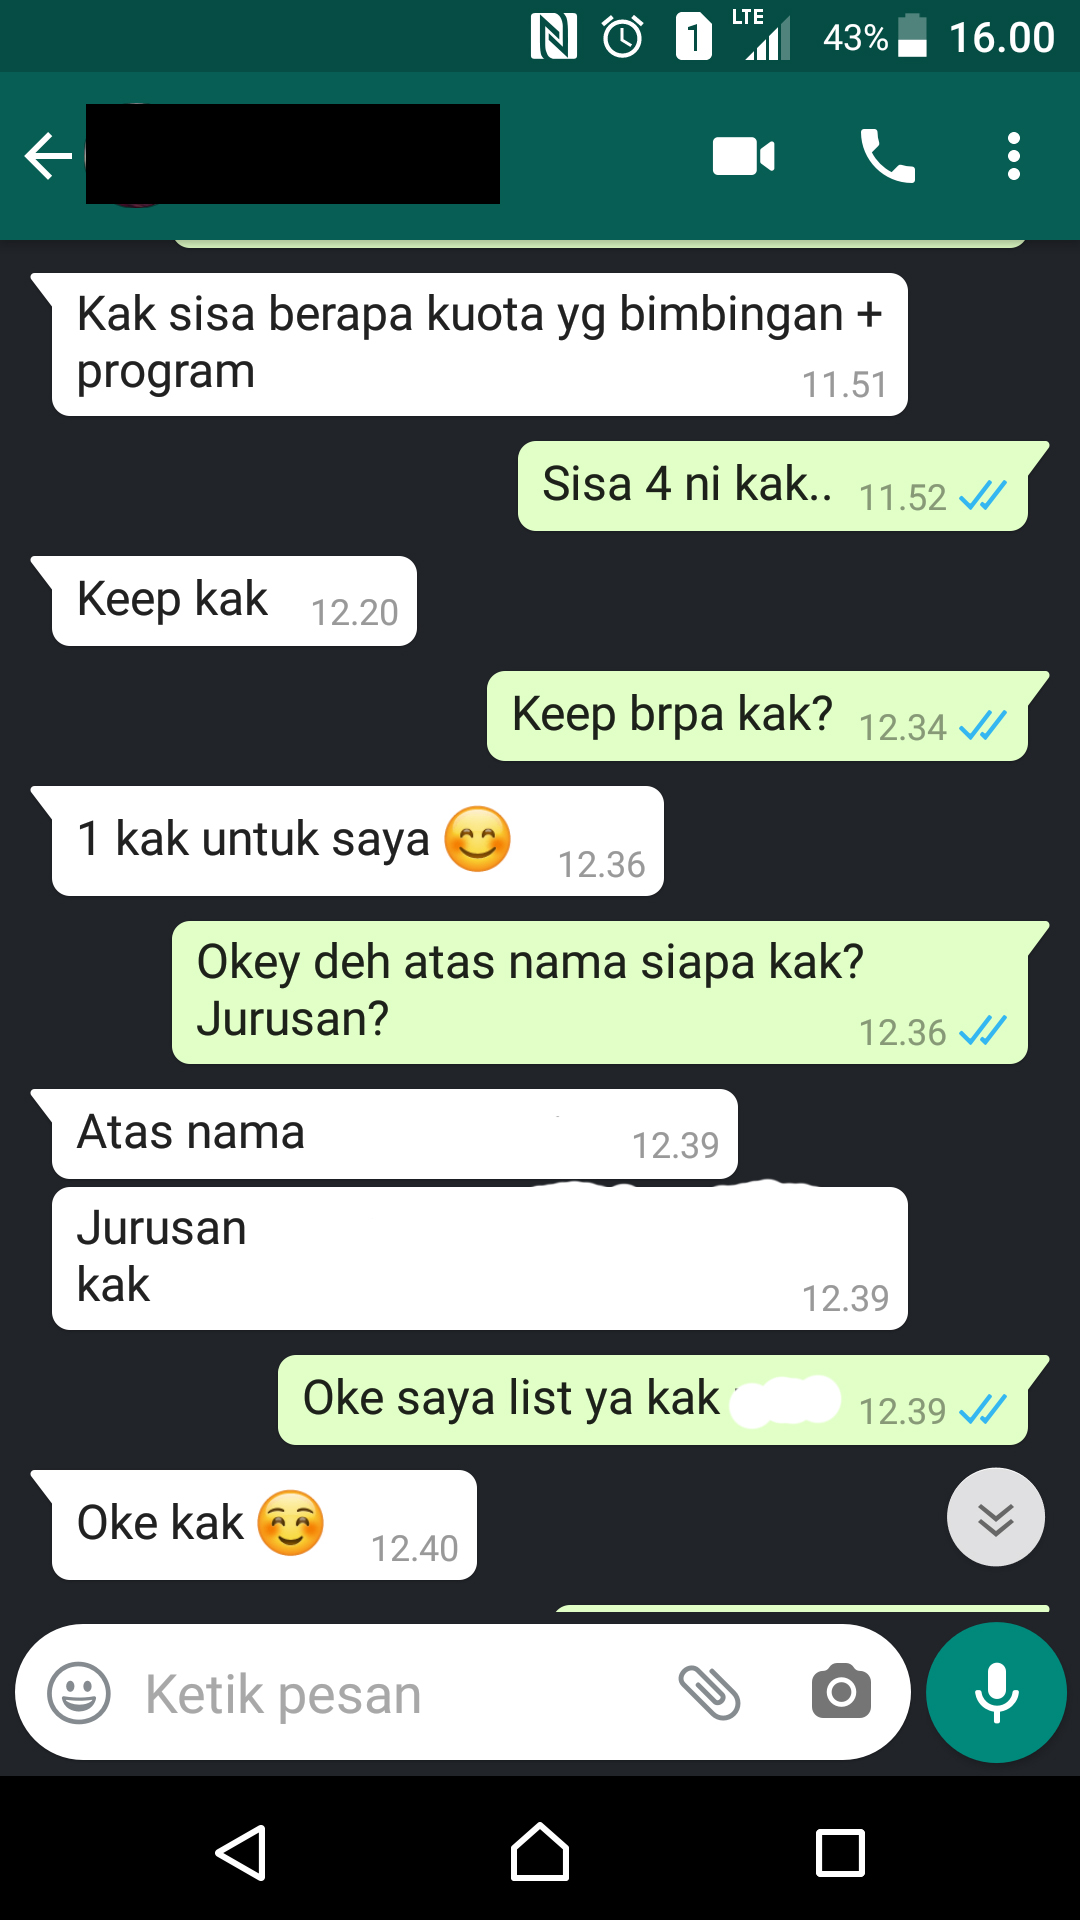 LTE
1
43%
16.00
Kak sisa berapa kuota yg bimbingan +
program
11.51
Sisa 4 ni kak..
11.52
Keep kak
12.20
Keep brpa kak?
12.34
1 kak untuk saya 😊
12.36
Okey deh atas nama siapa kak?
Jurusan?
12.36
Atas nama
12.39
Jurusan
kak
12.39
Oke saya list ya kak
12.39
Oke kak ☺️
12.40
Ketik pesan